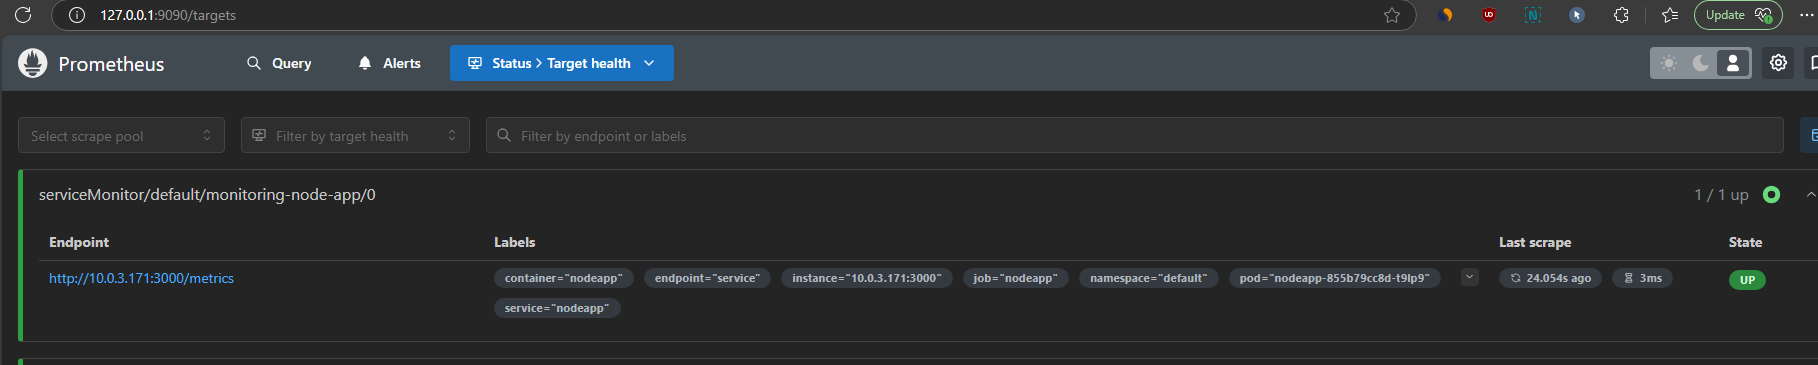 127.0.0.1:9090/targets
Update
Prometheus
Query
Alerts
Status > Target health
Select scrape pool
Filter by target health
Filter by endpoint or labels
serviceMonitor/default/monitoring-node-app/0
1 / 1 up
Endpoint
Labels
Last scrape
State
http://10.0.3.171:3000/metrics
container="nodeapp"
endpoint="service"
instance="10.0.3.171:3000"
job="nodeapp"
namespace="default"
pod="nodeapp-855b79cc8d-t9lp9"
24.054s ago
3ms
UP
service="nodeapp"